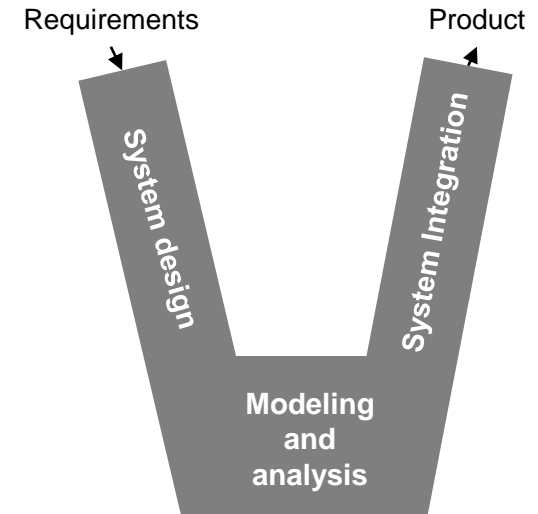 Requirements
Product
System design
System Integration
Modeling
and
analysis